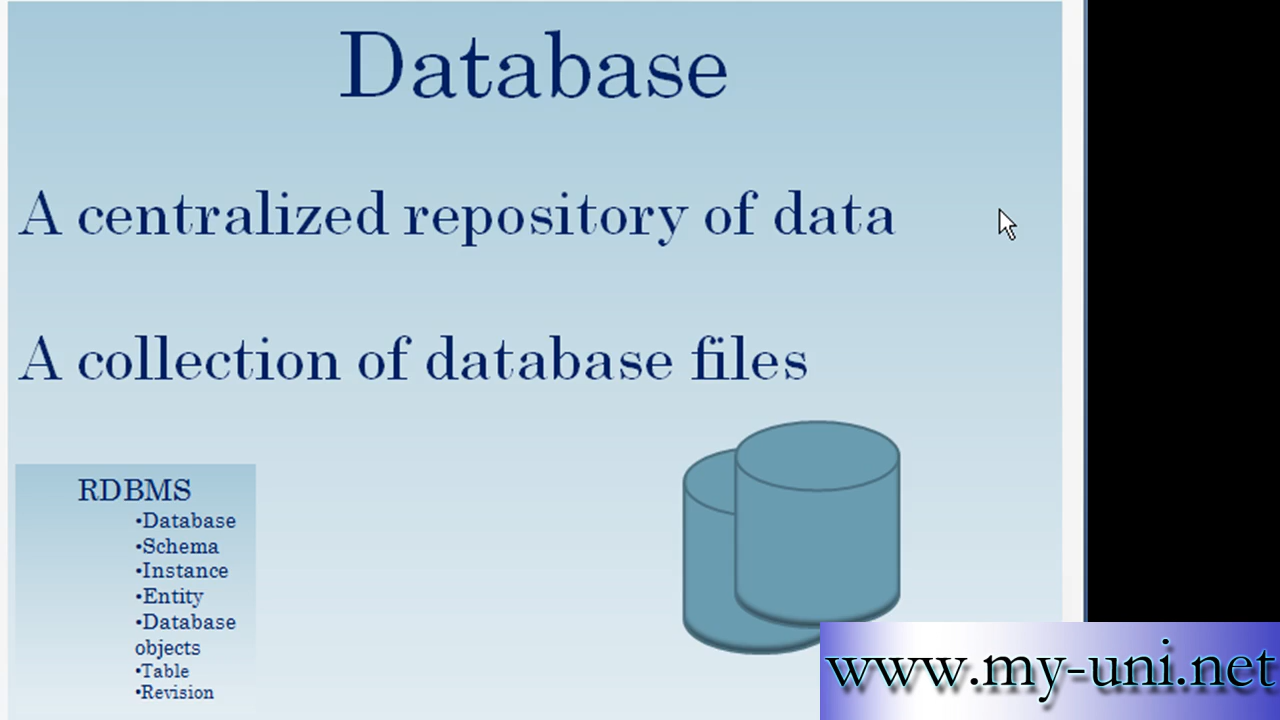 Database
A centralized repository of data
A collection of database files
RDBMS
•Database
•Schema
•Instance
•Entity
•Database
objects
•Table
•Revision
www.my-uni.net